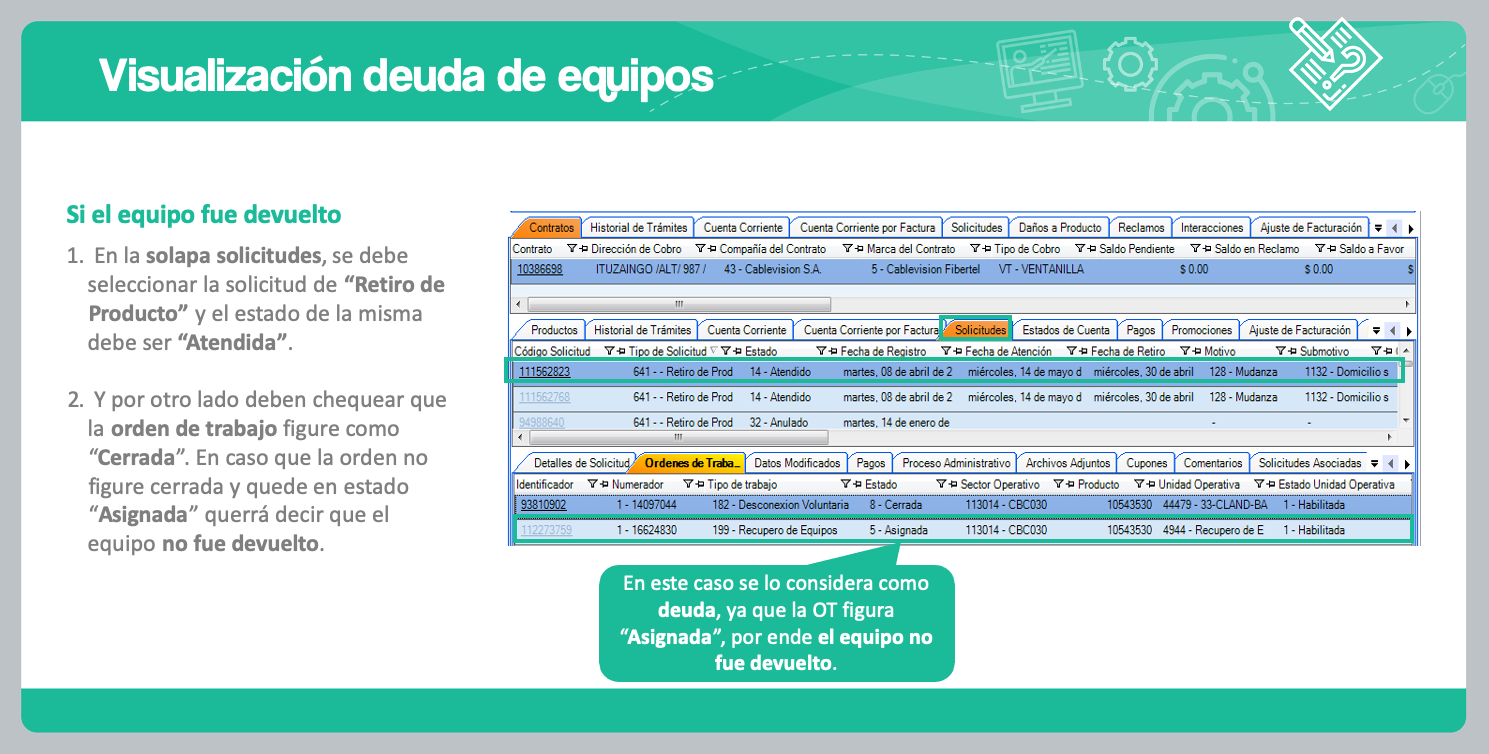 Visualización deuda de equipos
Si el equipo fue devuelto
1. En la solapa solicitudes, se debe
seleccionar la solicitud de “Retiro de
Producto” y el estado de la misma
debe ser “Atendida”.
2. Y por otro lado deben chequear que
la orden de trabajo figure como
“Cerrada”. En caso que la orden no
figure cerrada y quede en estado
“Asignada” querrá decir que el
equipo no fue devuelto.
Contratos Historial de Trámites Cuenta Corriente Cuenta Corriente por Factura Solicitudes Daños a Producto Reclamos Interacciones Ajuste de Facturación
Contrato Dirección de Cobro Compañía del Contrato Marca del Contrato Tipo de Cobro Saldo Pendiente Saldo en Reclamo Saldo a Favor
10386698 ITUZAINGO /ALT/ 987 / 43 - Cablevision S.A. 5 - Cablevision Fibertel VT - VENTANILLA $ 0.00 $ 0.00 $
Productos Historial de Trámites Cuenta Corriente Cuenta Corriente por Factura Solicitudes Estados de Cuenta Pagos Promociones Ajuste de Facturación
Código Solicitud Tipo de Solicitud Estado Fecha de Registro Fecha de Atención Fecha de Retiro Motivo Submotivo
111562823 641 - - Retiro de Prod 14 - Atendido martes, 08 de abril de 2 miércoles, 14 de mayo d miércoles, 30 de abril 128 - Mudanza 1132 - Domicilio s
111562768 641 - - Retiro de Prod 14 - Atendido martes, 08 de abril de 2 miércoles, 14 de mayo d miércoles, 30 de abril 128 - Mudanza 1132 - Domicilio s
94988640 641 - - Retiro de Prod 32 - Anulado martes, 14 de enero de - -
Detalles de Solicitud Ordenes de Traba... Datos Modificados Pagos Proceso Administrativo Archivos Adjuntos Cupones Comentarios Solicitudes Asociadas
Identificador Numerador Tipo de trabajo Estado Sector Operativo Producto Unidad Operativa Estado Unidad Operativa
93810902 1 - 14097044 182 - Desconexion Voluntaria 8 - Cerrada 113014 - CBC030 10543530 44479 - 33-CLAND-BA 1 - Habilitada
112273759 1 - 16624830 199 - Recupero de Equipos 5 - Asignada 113014 - CBC030 10543530 4944 - Recupero de E 1 - Habilitada
En este caso se lo considera como
deuda, ya que la OT figura
“Asignada”, por ende el equipo no
fue devuelto.